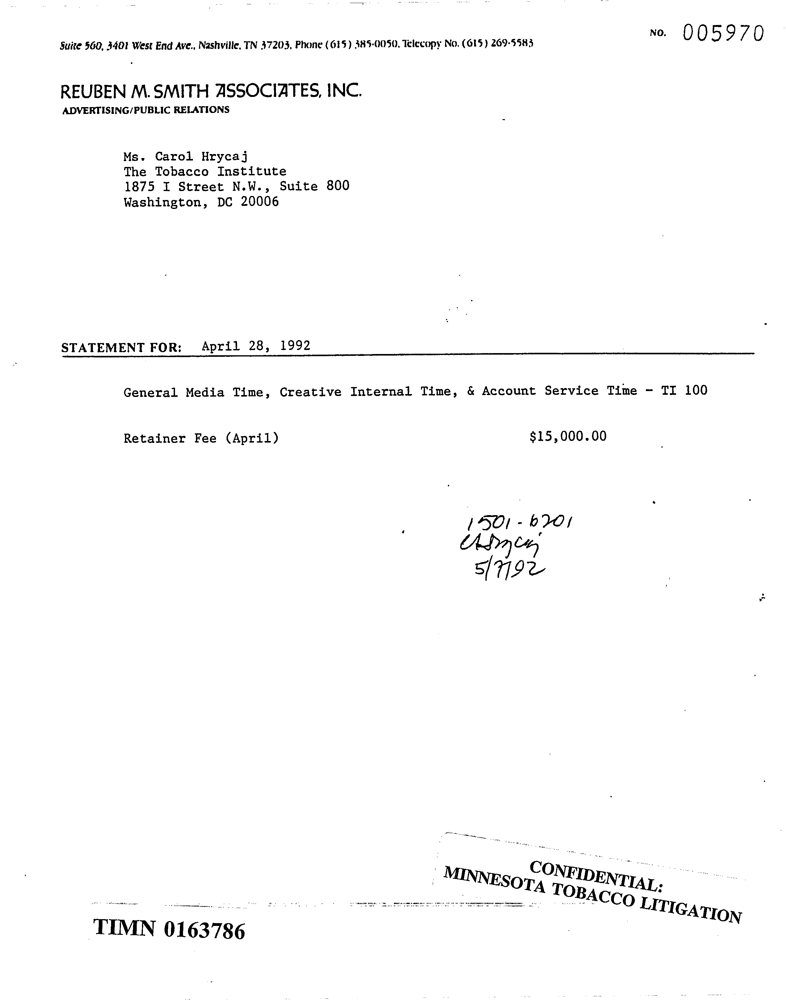 NO. 005970
Suite 560, 3401 West End Ave., Nashville, TN 37203, Phone (615) 385-0050, Telecopy No. (615) 269-5583
REUBEN M. SMITH ASSOCIATES, INC.
ADVERTISING/PUBLIC RELATIONS
Ms. Carol Hrycaj
The Tobacco Institute
1875 I Street N.W., Suite 800
Washington, DC 20006
STATEMENT FOR: April 28, 1992
General Media Time, Creative Internal Time, & Account Service Time - TI 100
Retainer Fee (April) $15,000.00
1501-6201
5/7/92
CONFIDENTIAL:
MINNESOTA TOBACCO LITIGATION
TIMN 0163786